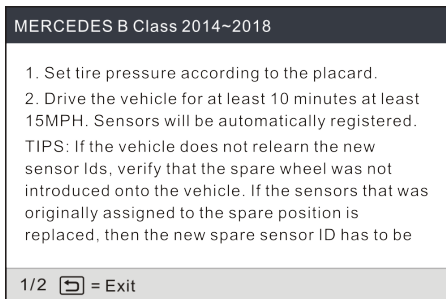 MERCEDES B Class 2014~2018
1. Set tire pressure according to the placard.
2. Drive the vehicle for at least 10 minutes at least
15MPH. Sensors will be automatically registered.
TIPS: If the vehicle does not relearn the new
sensor Ids, verify that the spare wheel was not
introduced onto the vehicle. If the sensors that was
originally assigned to the spare position is
replaced, then the new spare sensor ID has to be
1/2 = Exit